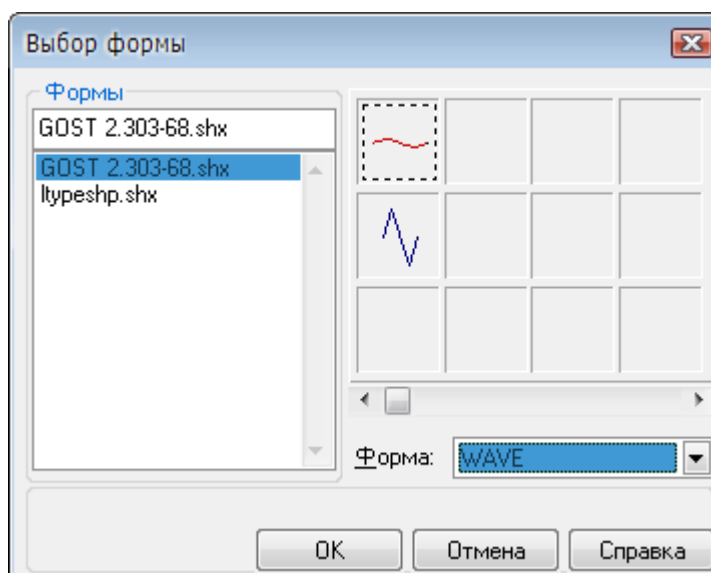 Выбор формы
Формы
GOST 2.303-68.shx
GOST 2.303-68.shx
ltypeshp.shx
Форма: WAVE
OK Отмена Справка